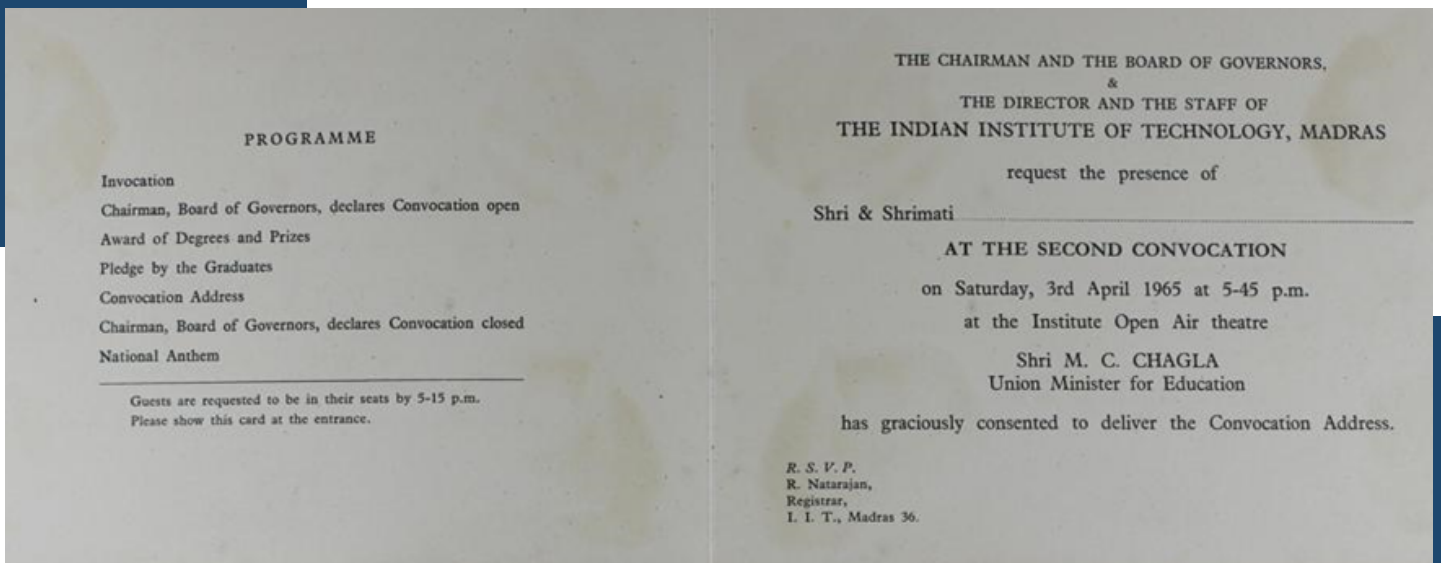 PROGRAMME
Invocation
Chairman, Board of Governors, declares Convocation open
Award of Degrees and Prizes
Pledge by the Graduates
Convocation Address
Chairman, Board of Governors, declares Convocation closed
National Anthem
Guests are requested to be in their seats by 5-15 p.m.
Please show this card at the entrance.
THE CHAIRMAN AND THE BOARD OF GOVERNORS,
&
THE DIRECTOR AND THE STAFF OF
THE INDIAN INSTITUTE OF TECHNOLOGY, MADRAS
request the presence of
Shri & Shrimati
AT THE SECOND CONVOCATION
on Saturday, 3rd April 1965 at 5-45 p.m.
at the Institute Open Air theatre
Shri M. C. CHAGLA
Union Minister for Education
has graciously consented to deliver the Convocation Address.
R. S. V. P.
R. Natarajan,
Registrar,
I. I. T., Madras 36.